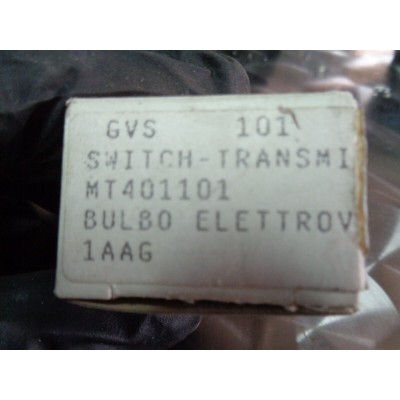 GVS 101
SWITCH-TRANSMI
MT401101
BULBO ELETTROV
1AAG